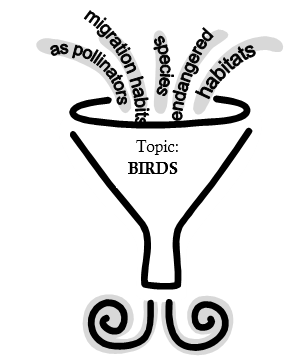 as pollinators
migration habits
species
endangered
habitats
Topic:
BIRDS